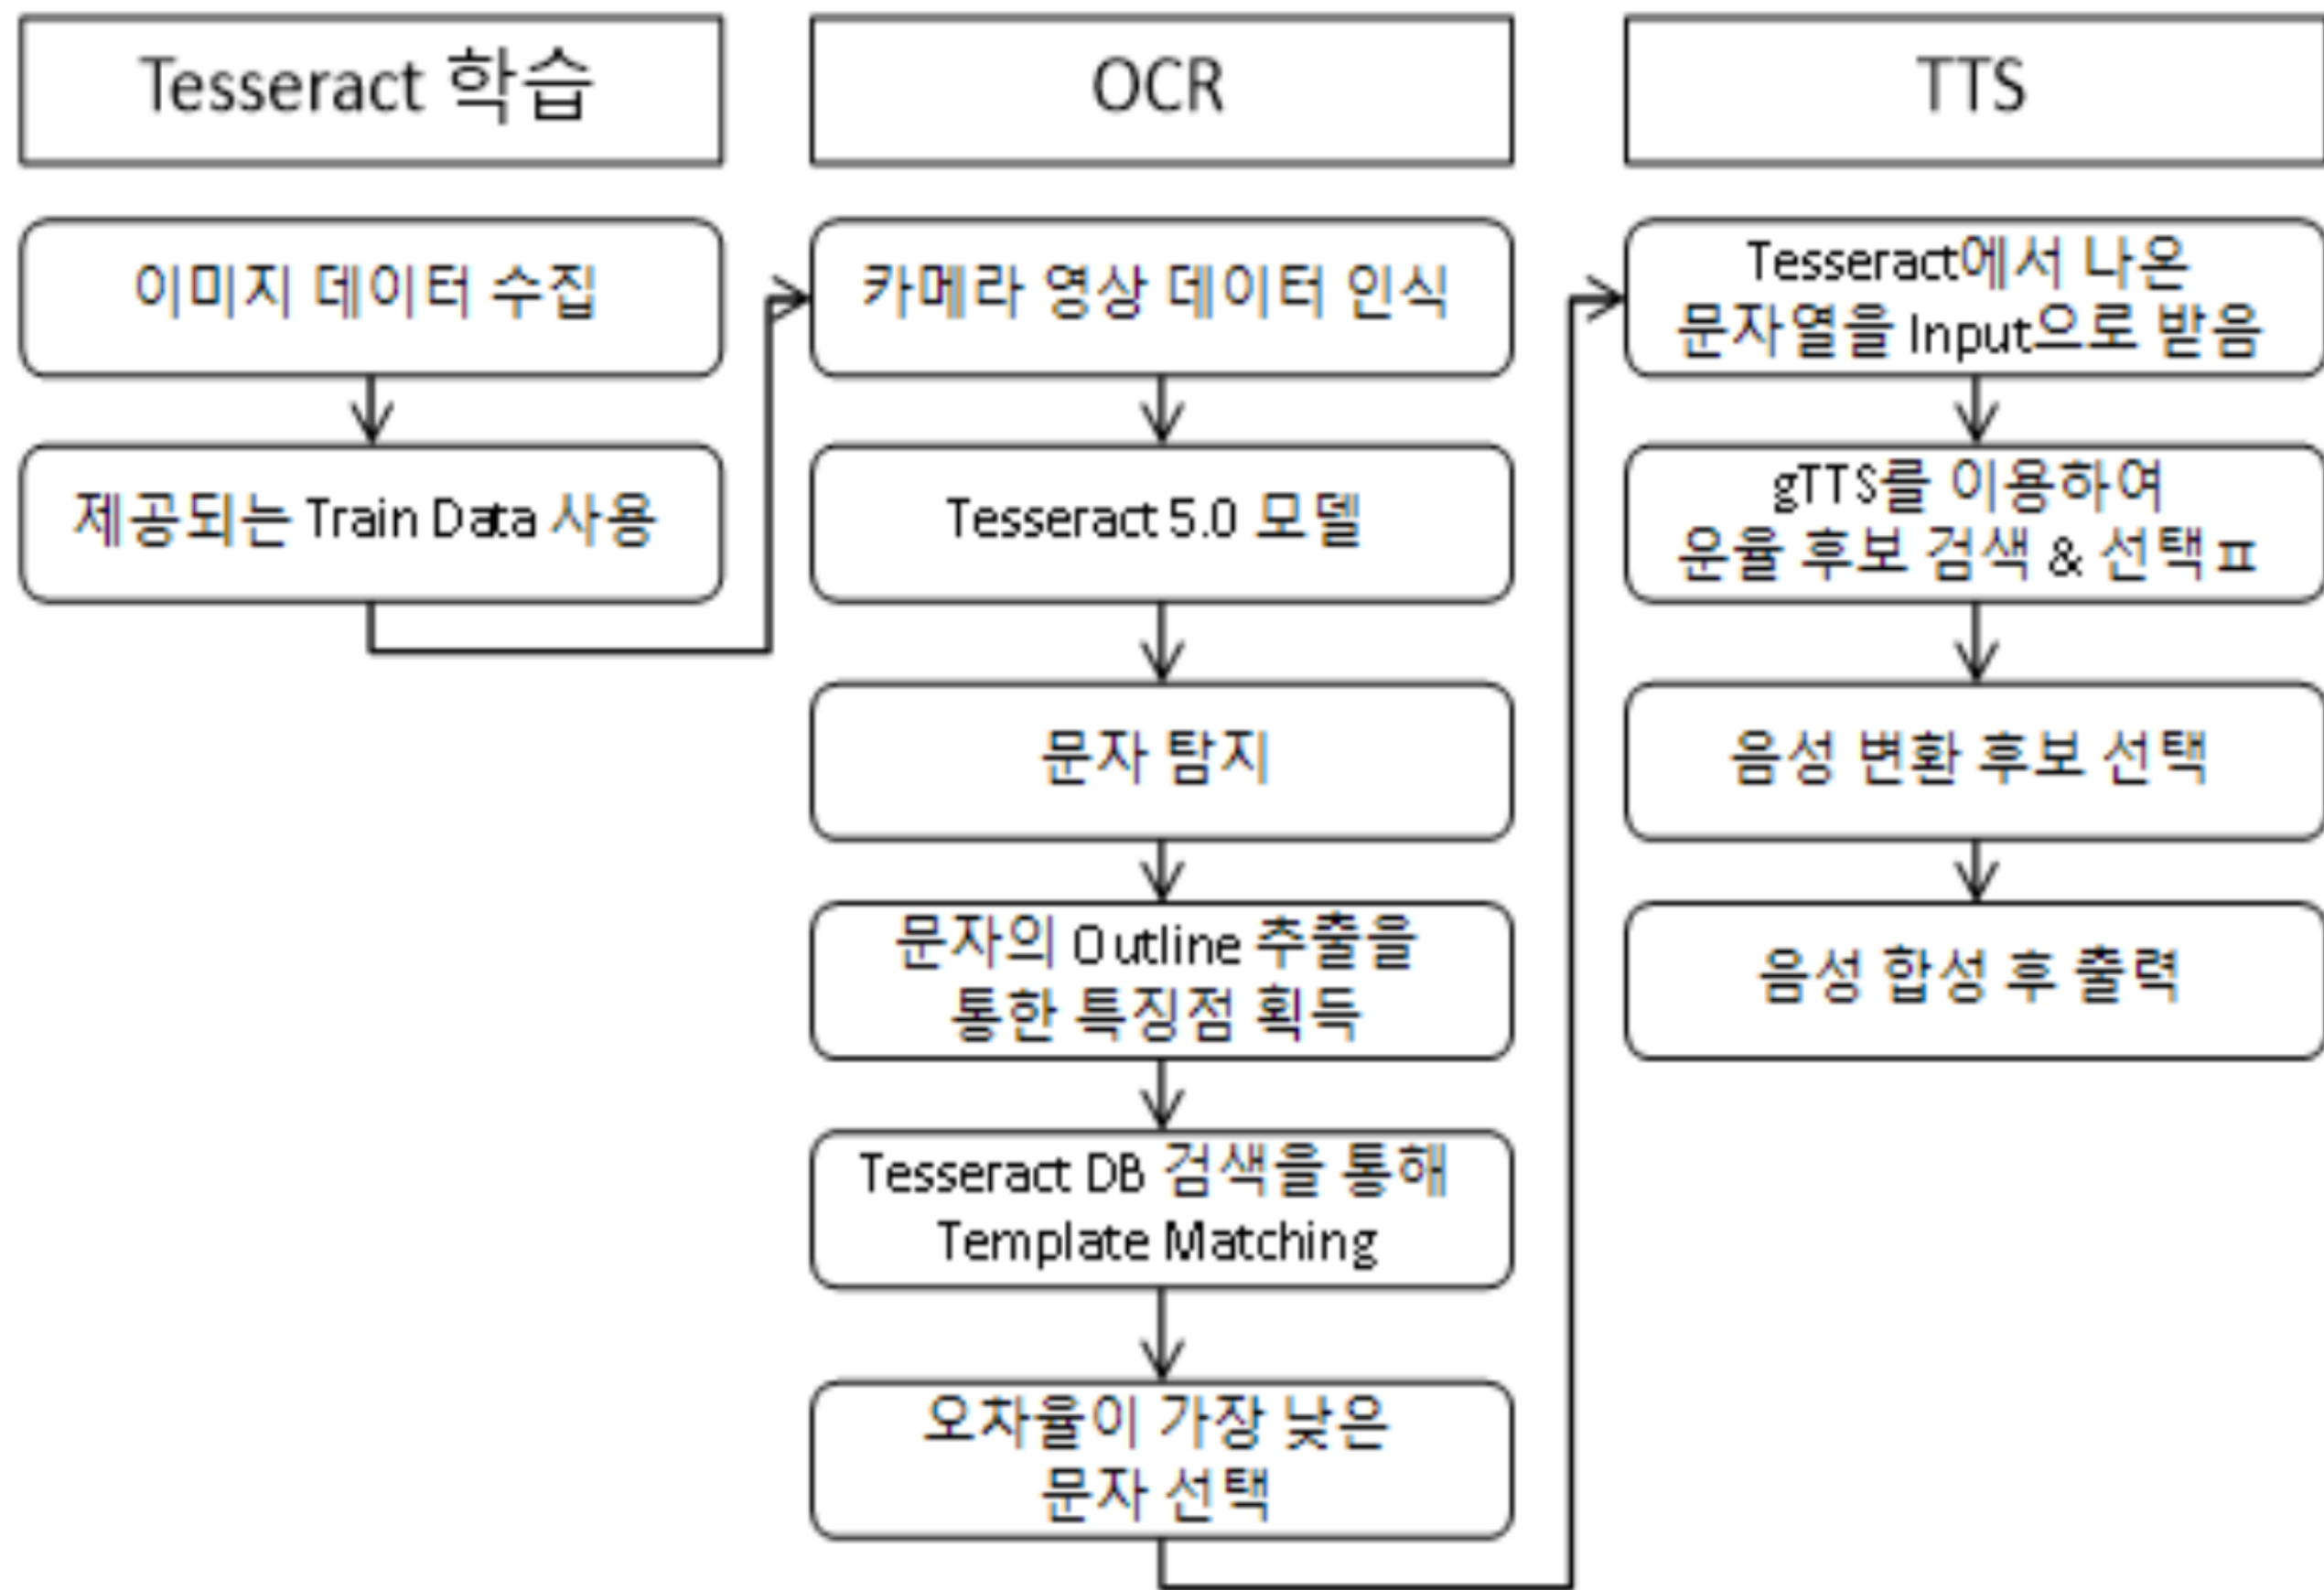 Tesseract 학습
이미지 데이터 수집
제공되는 Train Data 사용
OCR
카메라 영상 데이터 인식
Tesseract 5.0 모델
문자 탐지
문자의 Outline 추출을
통한 특징점 획득
Tesseract DB 검색을 통해
Template Matching
오차율이 가장 낮은
문자 선택
TTS
Tesseract에서 나온
문자열을 Input으로 받음
gTTS를 이용하여
운율 후보 검색 & 선택ㅍ
음성 변환 후보 선택
음성 합성 후 출력